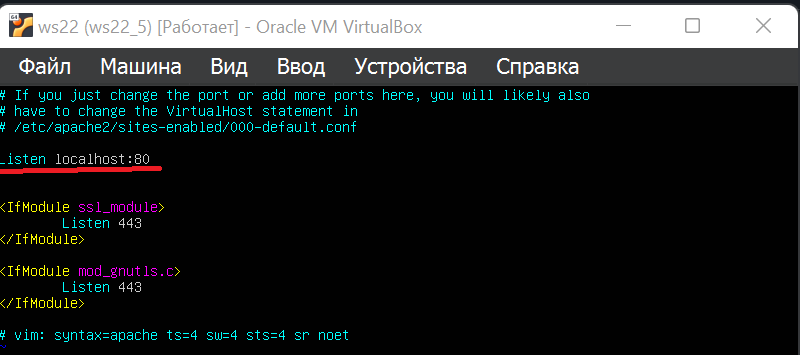 ws22 (ws22_5) [Работает] - Oracle VM VirtualBox
Файл Машина Вид Ввод Устройства Справка
# If you just change the port or add more ports here, you will likely also
# have to change the VirtualHost statement in
# /etc/apache2/sites-enabled/000-default.conf
Listen localhost:80
<IfModule ssl_module>
Listen 443
</IfModule>
<IfModule mod_gnutls.c>
Listen 443
</IfModule>
# vim: syntax=apache ts=4 sw=4 sts=4 sr noet